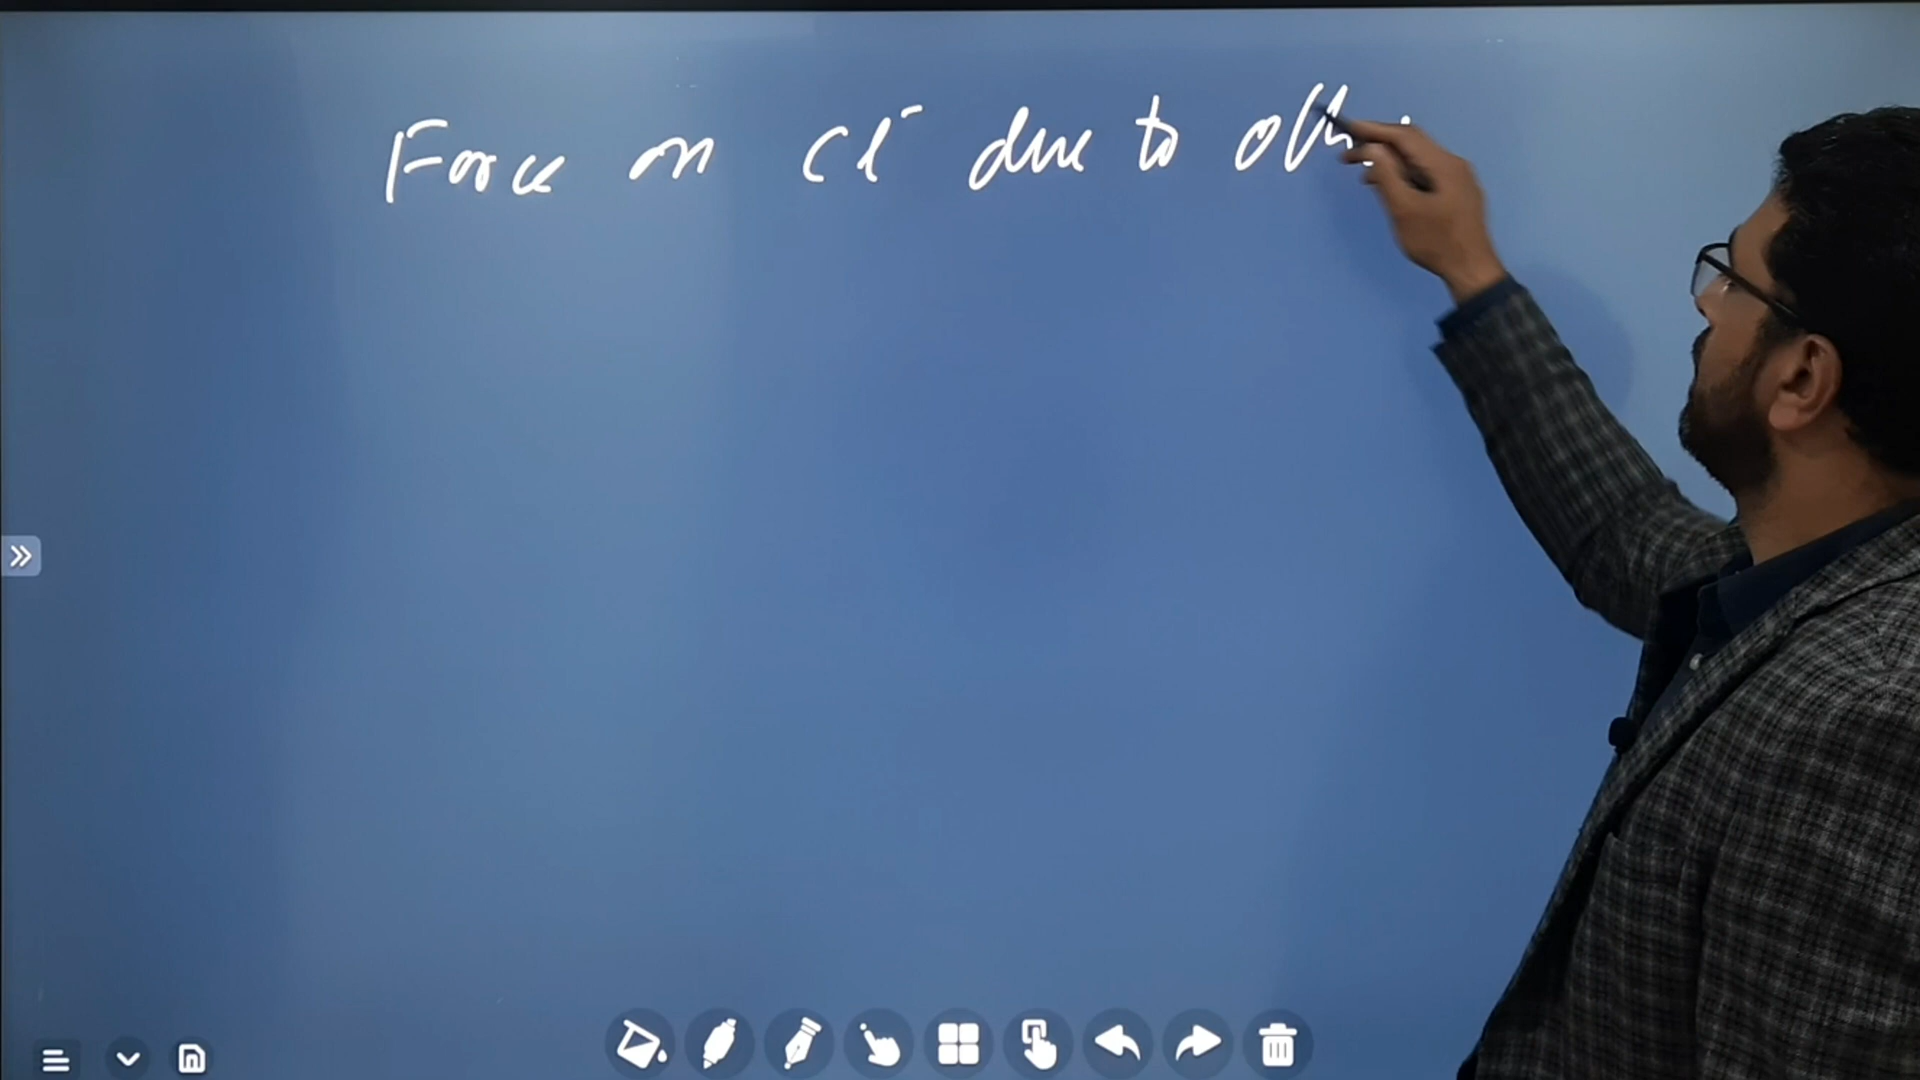 Force on Cl⁻ due to oth